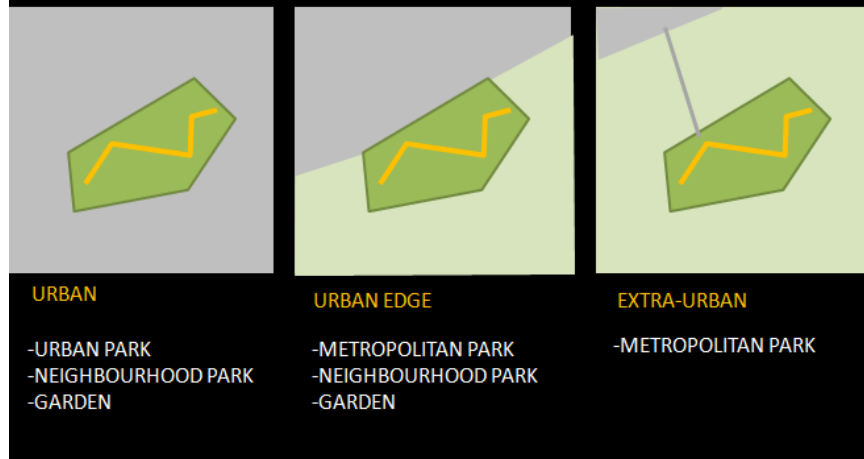 URBAN
-URBAN PARK
-NEIGHBOURHOOD PARK
-GARDEN
URBAN EDGE
-METROPOLITAN PARK
-NEIGHBOURHOOD PARK
-GARDEN
EXTRA-URBAN
-METROPOLITAN PARK